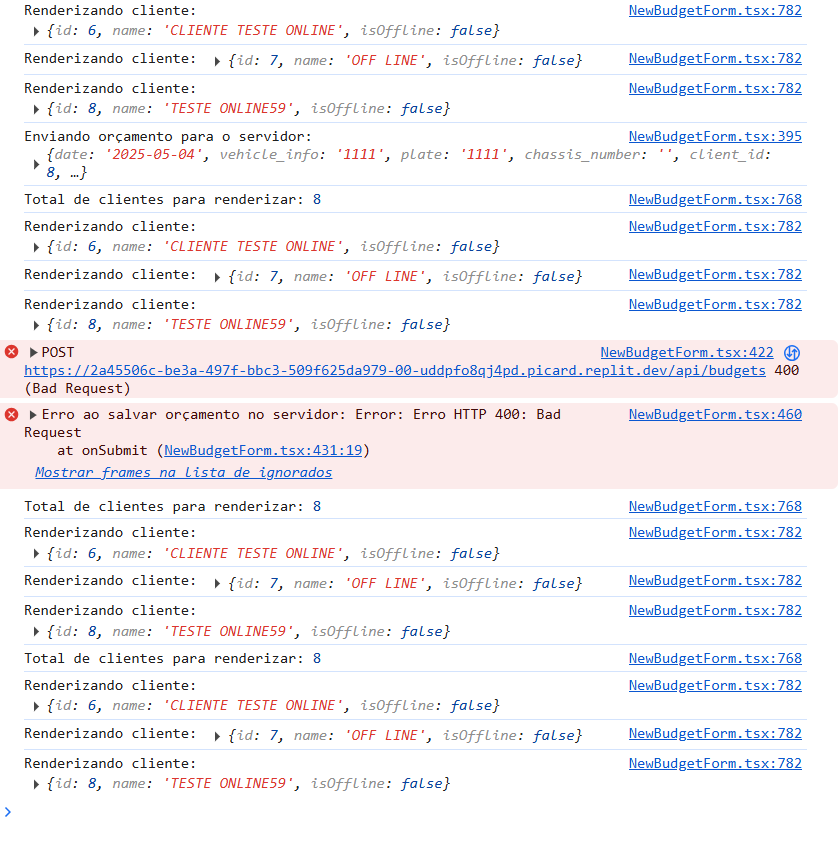 Renderizando cliente: NewBudgetForm.tsx:782
{id: 6, name: 'CLIENTE TESTE ONLINE', isOffline: false}
Renderizando cliente: {id: 7, name: 'OFF LINE', isOffline: false} NewBudgetForm.tsx:782
Renderizando cliente: NewBudgetForm.tsx:782
{id: 8, name: 'TESTE ONLINE59', isOffline: false}
Enviando orçamento para o servidor: NewBudgetForm.tsx:395
{date: '2025-05-04', vehicle_info: '1111', plate: '1111', chassis_number: '', client_id:
8, …}
Total de clientes para renderizar: 8 NewBudgetForm.tsx:768
Renderizando cliente: NewBudgetForm.tsx:782
{id: 6, name: 'CLIENTE TESTE ONLINE', isOffline: false}
Renderizando cliente: {id: 7, name: 'OFF LINE', isOffline: false} NewBudgetForm.tsx:782
Renderizando cliente: NewBudgetForm.tsx:782
{id: 8, name: 'TESTE ONLINE59', isOffline: false}
POST NewBudgetForm.tsx:422
https://2a45506c-be3a-497f-bbc3-509f625da979-00-uddpfo8qj4pd.picard.replit.dev/api/budgets 400
(Bad Request)
Erro ao salvar orçamento no servidor: Error: Erro HTTP 400: Bad NewBudgetForm.tsx:460
Request
at onSubmit (NewBudgetForm.tsx:431:19)
Mostrar frames na lista de ignorados
Total de clientes para renderizar: 8 NewBudgetForm.tsx:768
Renderizando cliente: NewBudgetForm.tsx:782
{id: 6, name: 'CLIENTE TESTE ONLINE', isOffline: false}
Renderizando cliente: {id: 7, name: 'OFF LINE', isOffline: false} NewBudgetForm.tsx:782
Renderizando cliente: NewBudgetForm.tsx:782
{id: 8, name: 'TESTE ONLINE59', isOffline: false}
Total de clientes para renderizar: 8 NewBudgetForm.tsx:768
Renderizando cliente: NewBudgetForm.tsx:782
{id: 6, name: 'CLIENTE TESTE ONLINE', isOffline: false}
Renderizando cliente: {id: 7, name: 'OFF LINE', isOffline: false} NewBudgetForm.tsx:782
Renderizando cliente: NewBudgetForm.tsx:782
{id: 8, name: 'TESTE ONLINE59', isOffline: false}